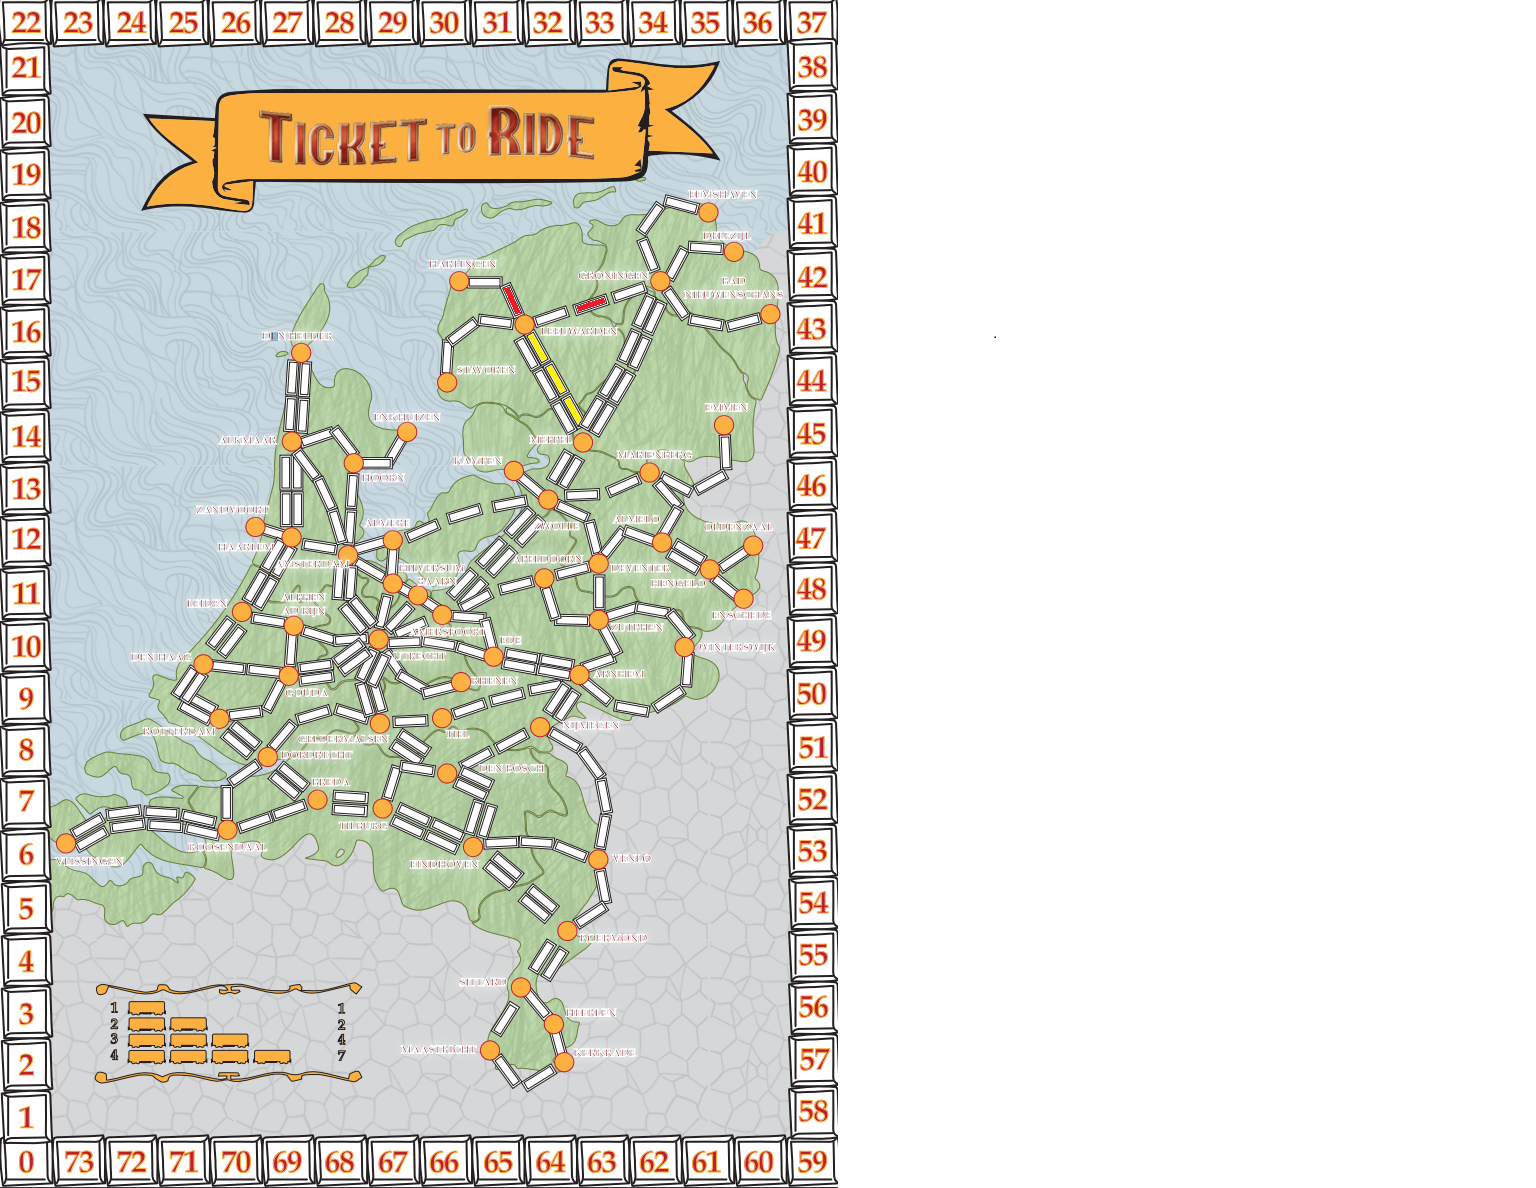 22 23 24 25 26 27 28 29 30 31 32 33 34 35 36 37
21 38
20 39
19 40
18 41
17 42
16 43
15 44
14 45
13 46
12 47
11 48
10 49
9 50
8 51
7 52
6 53
5 54
4 55
3 56
2 57
1 58
0 73 72 71 70 69 68 67 66 65 64 63 62 61 60 59
TICKET TO RIDE
EEMSHAVEN
DELFZIJL
HARLINGEN
GRONINGEN
BAD
NIEUWENSCHANS
LEEUWARDEN
DEN HELDER
STAVOREN
ENKHUIZEN
EMMEN
ALKMAAR
MEPPEL
MARIENBERG
KAMPEN
HOORN
ZANDVOORT
ALMERE
ZWOLLE
ALMELO
OLDENZAAL
HAARLEM
AMSTERDAM
HILVERSUM
BAARN
APELDOORN
DEVENTER
HENGELO
LEIDEN
ALPHEN
AD RIJN
ENSCHEDE
AMERSFOORT
ZUTPHEN
EDE
WINTERSWIJK
DEN HAAG
UTRECHT
ARNHEM
RHENEN
GOUDA
ROTTERDAM
GELDERMALSEN
TIEL
NIJMEGEN
DORDRECHT
DEN BOSCH
BREDA
TILBURG
VLISSINGEN
ROOSENDAAL
EINDHOVEN
VENLO
ROERMOND
SITTARD
HEERLEN
MAASTRICHT
KERKRADE
1 1
2 2
3 4
4 7